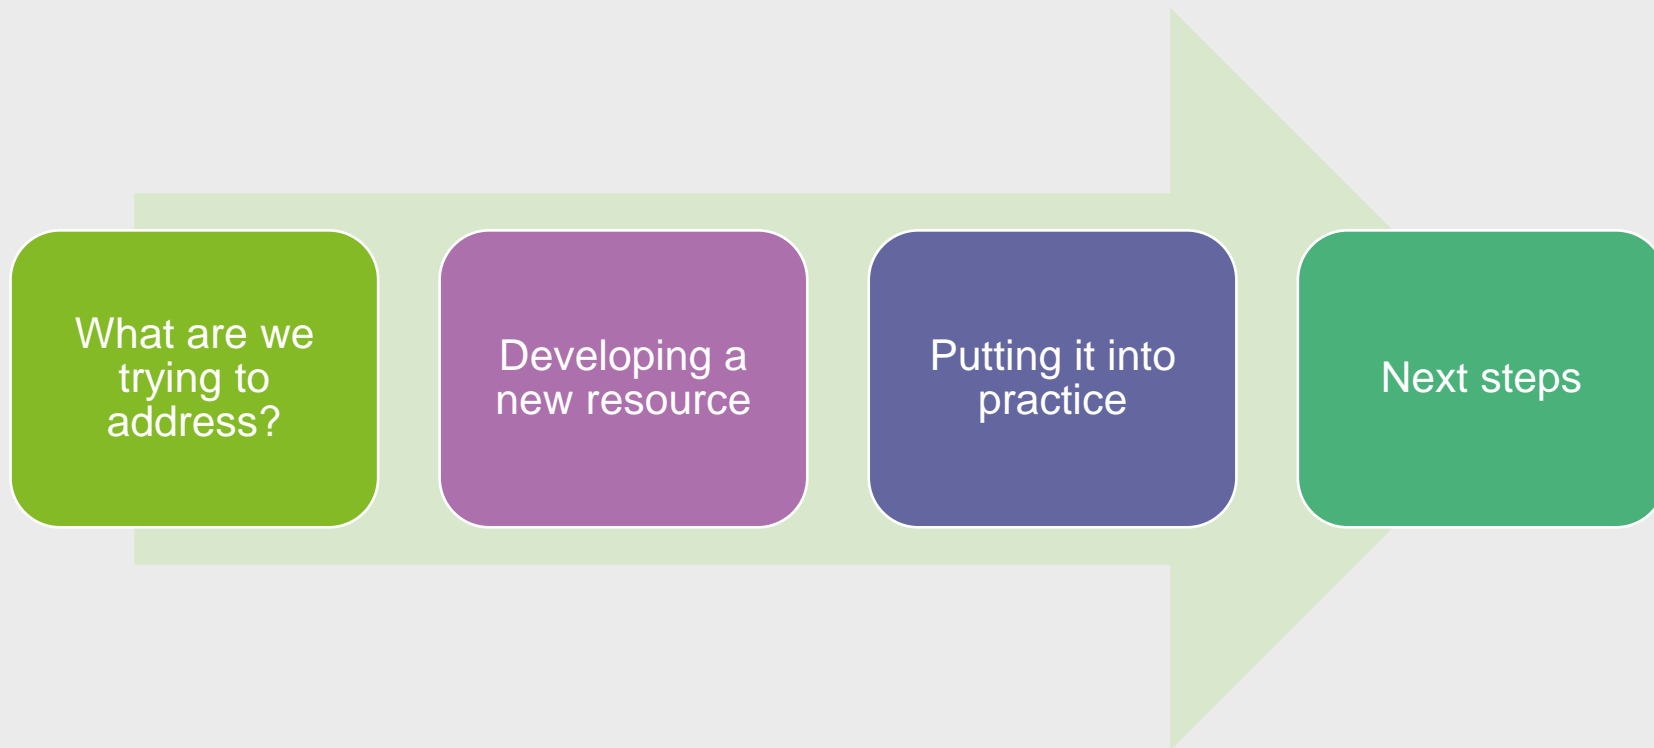 What are we
trying to
address?
Developing a
new resource
Putting it into
practice
Next steps